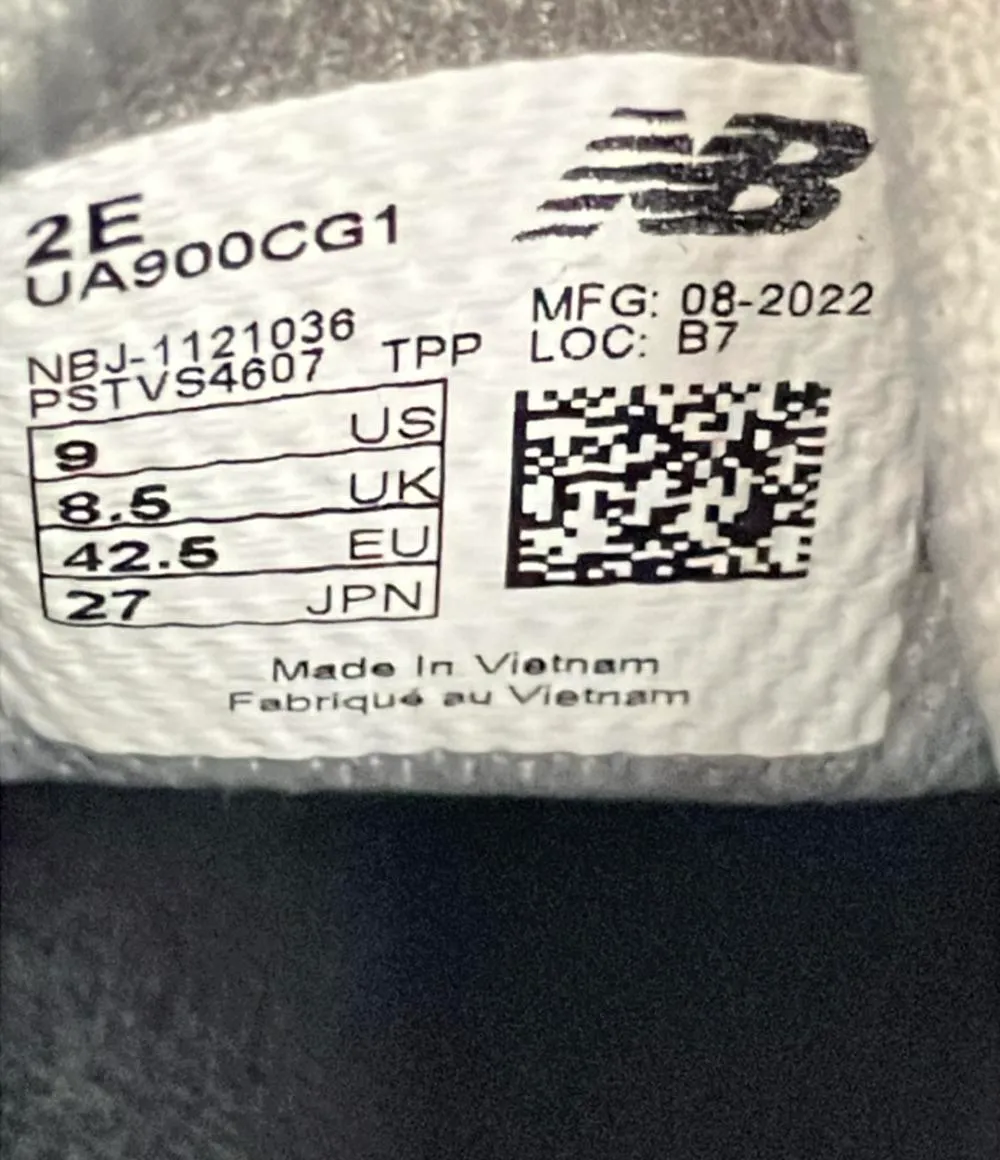 NB
2E
UA900CG1
NBJ-1121036
PSTVS4607 TPP
MFG: 08-2022
LOC: B7
9 US
8.5 UK
42.5 EU
27 JPN
Made In Vietnam
Fabriqué au Vietnam